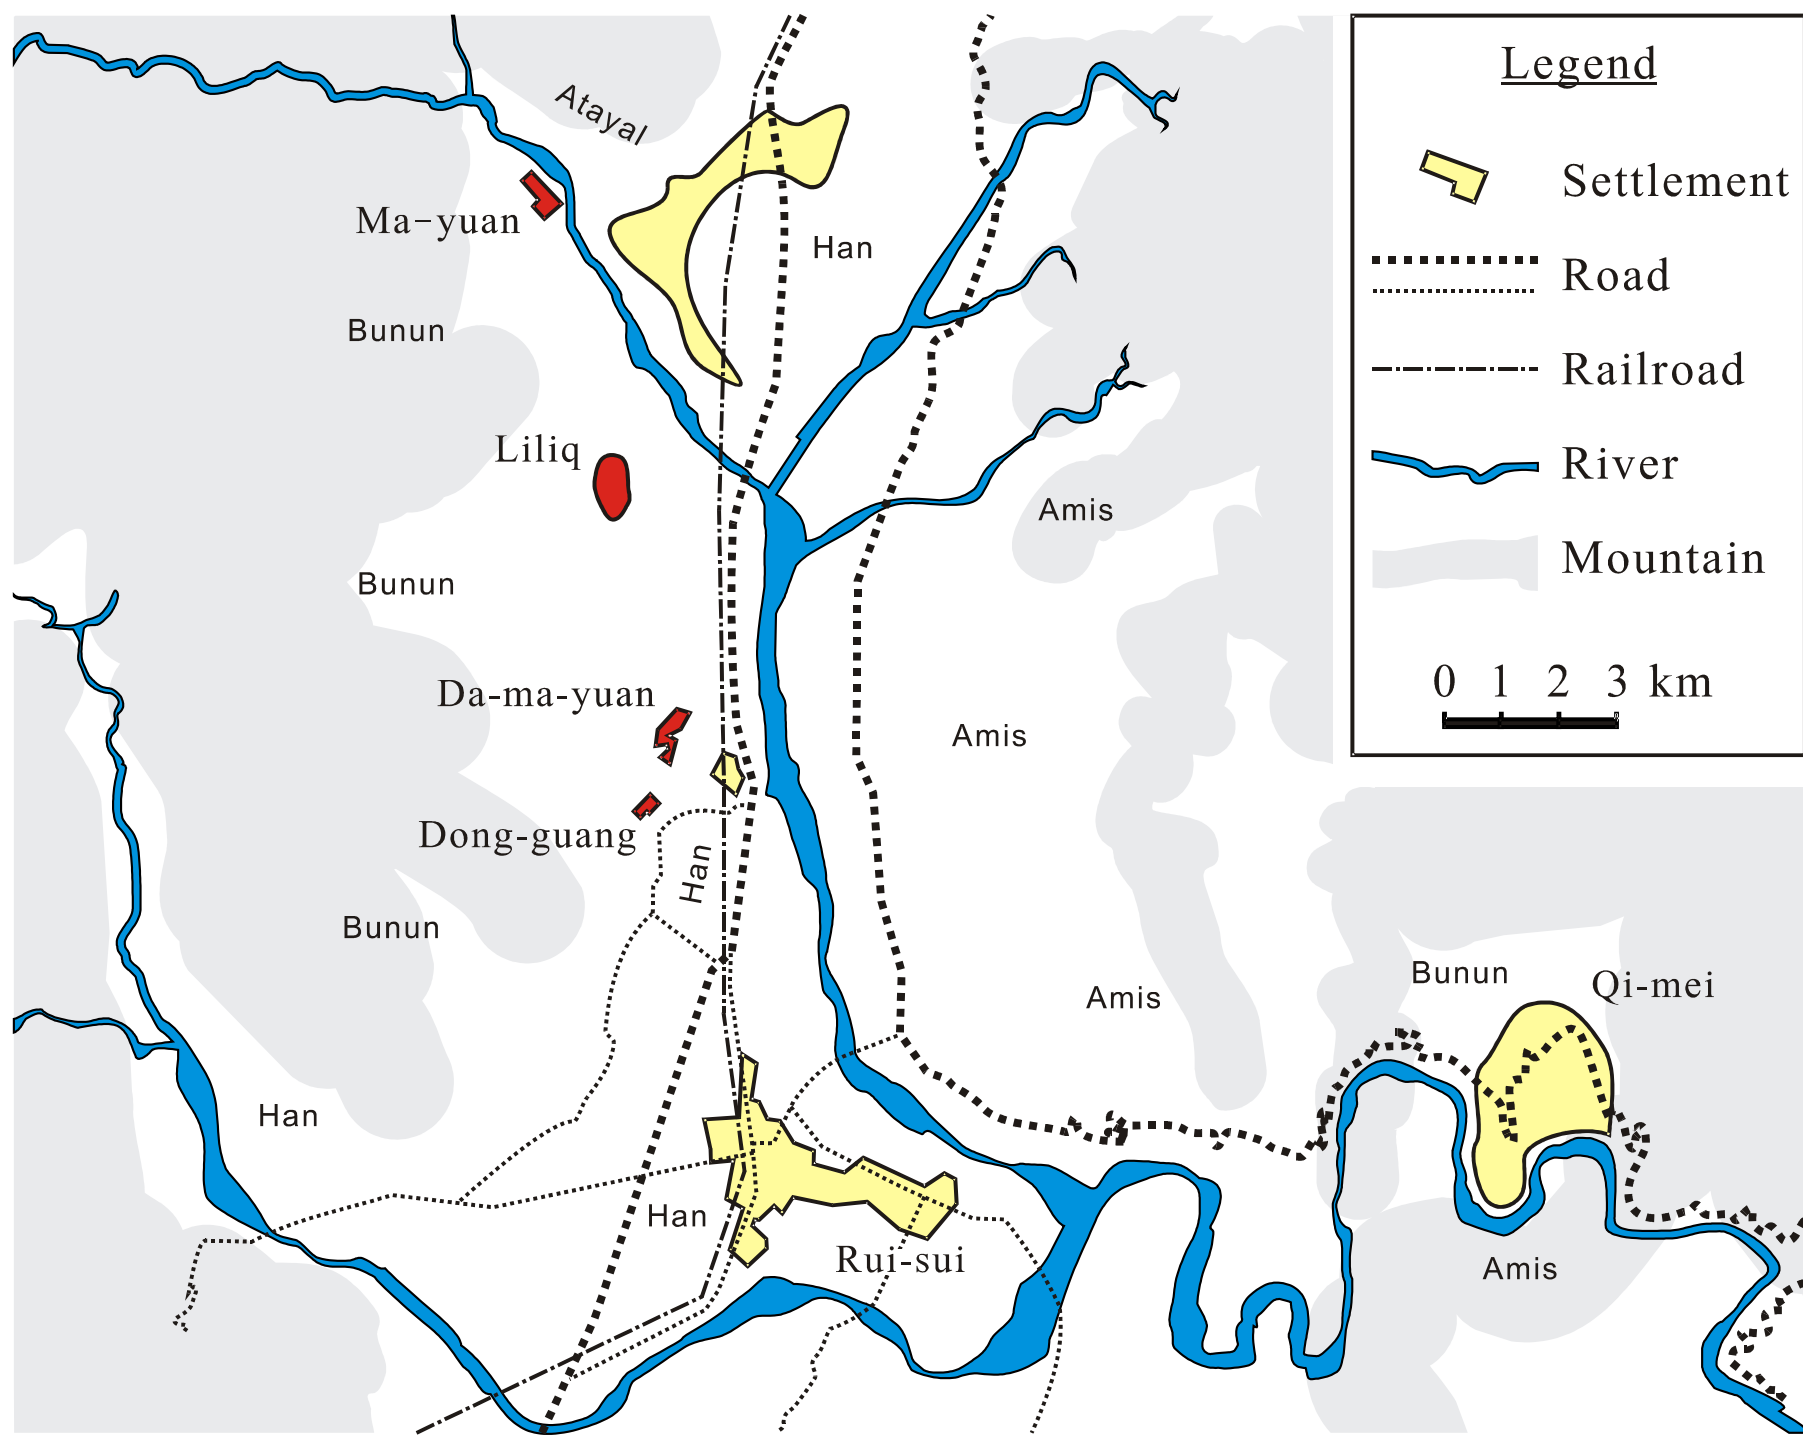 Legend
Settlement
Road
Railroad
River
Mountain
0 1 2 3 km
Atayal
Ma-yuan
Han
Bunun
Liliq
Amis
Bunun
Da-ma-yuan
Amis
Dong-guang
Han
Bunun
Amis
Bunun
Qi-mei
Han
Han
Rui-sui
Amis